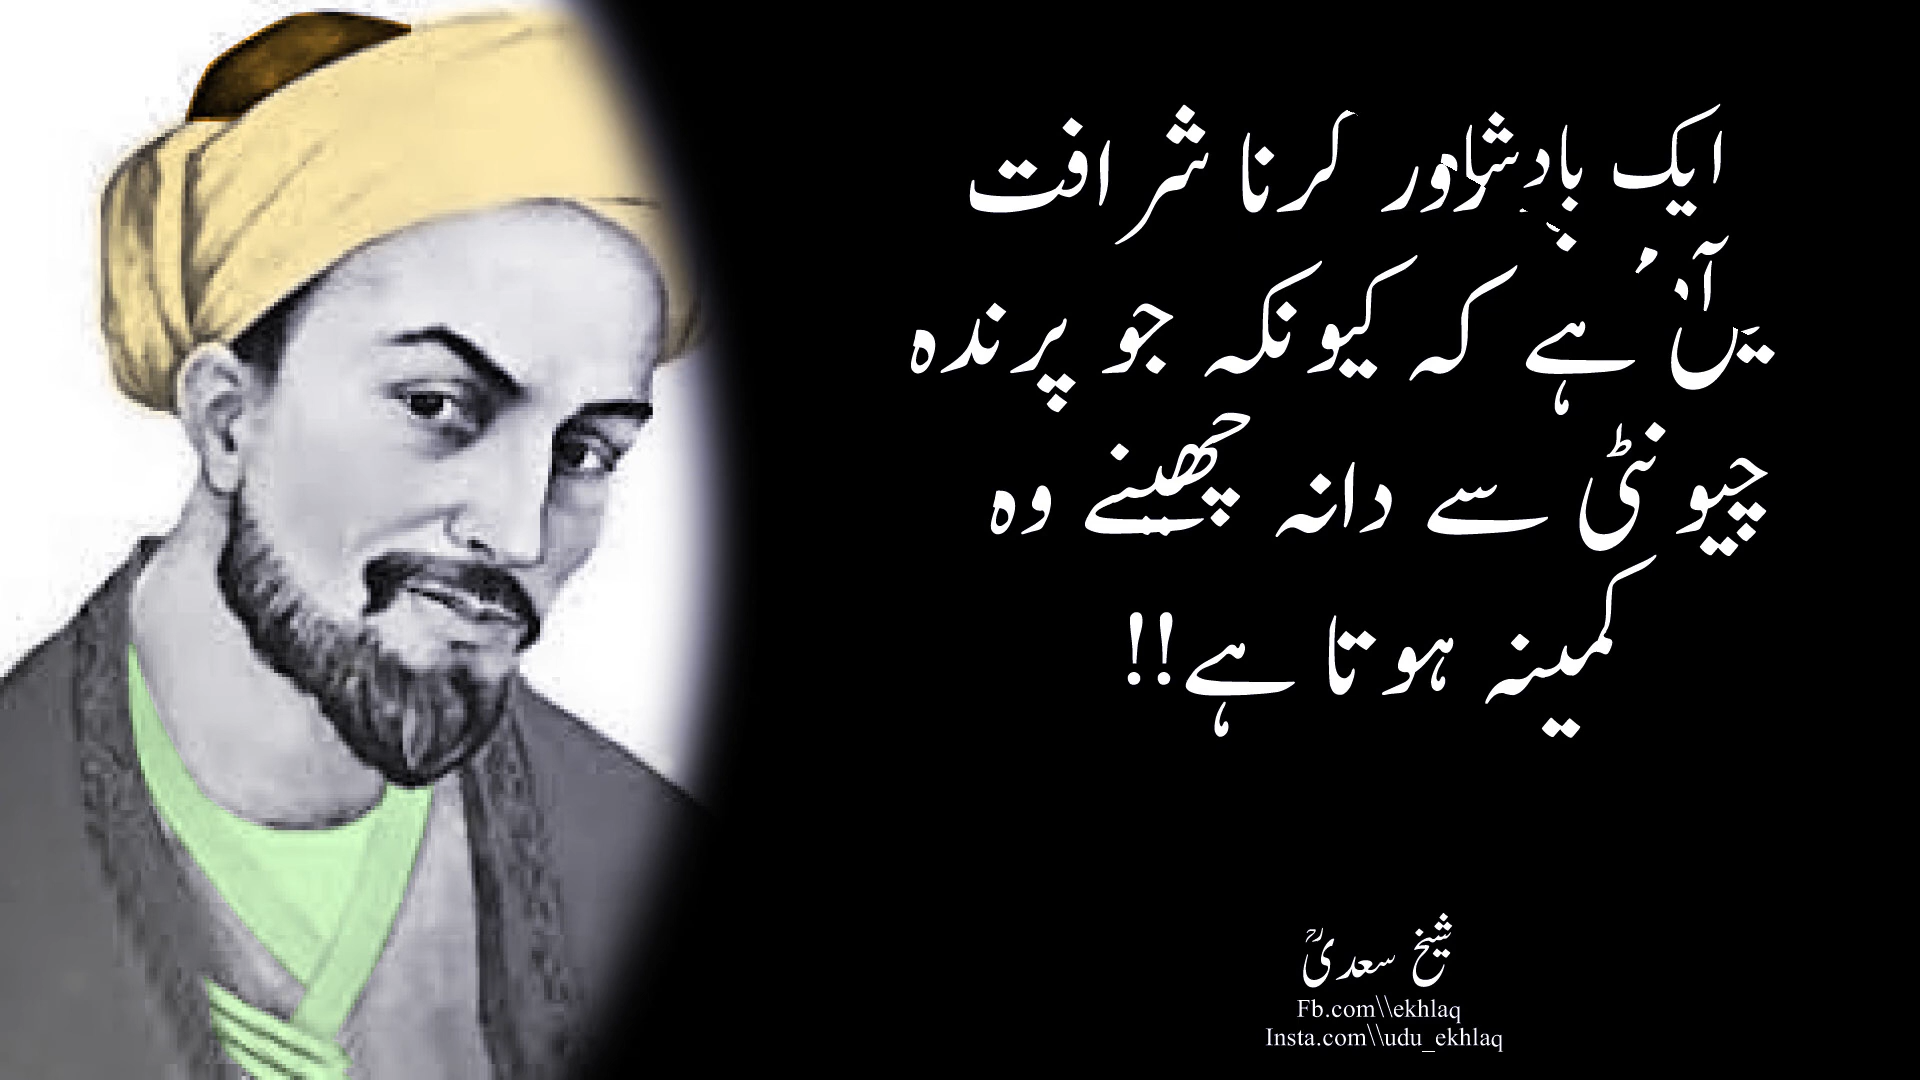 ایک کرنا شرافت
ہے کہ کیونکہ جو پرندہ
چیونٹی سے دانہ چھینے وہ
کمینہ ہوتا ہے!!
شیخ سعدیؒ
Fb.com\\ekhlaq
Insta.com\\udu_ekhlaq